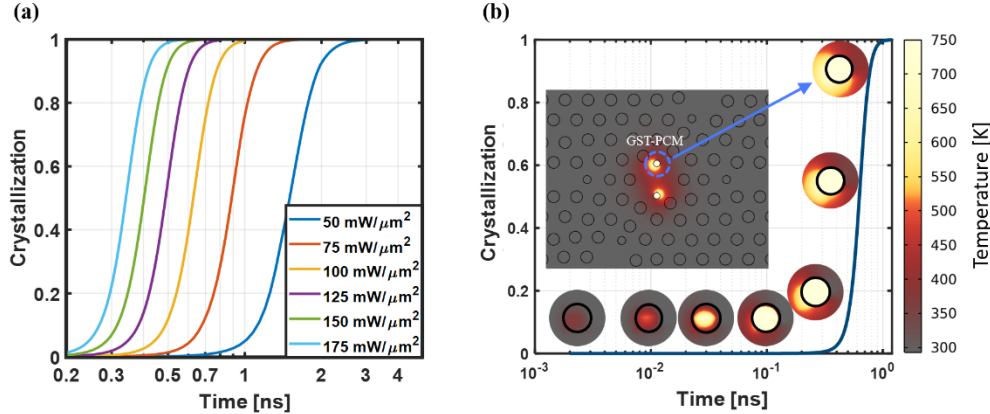 (a)
Crystallization
1
0.8
0.6
0.4
0.2
0
0.2 0.3 0.5 0.7 1 2 3 4
Time [ns]
50 mW/μm²
75 mW/μm²
100 mW/μm²
125 mW/μm²
150 mW/μm²
175 mW/μm²
(b)
Crystallization
1
0.8
0.6
0.4
0.2
0
10⁻³ 10⁻² 10⁻¹ 10⁰
Time [ns]
GST-PCM
750
700
650
600
550
500
450
400
350
300
Temperature [K]